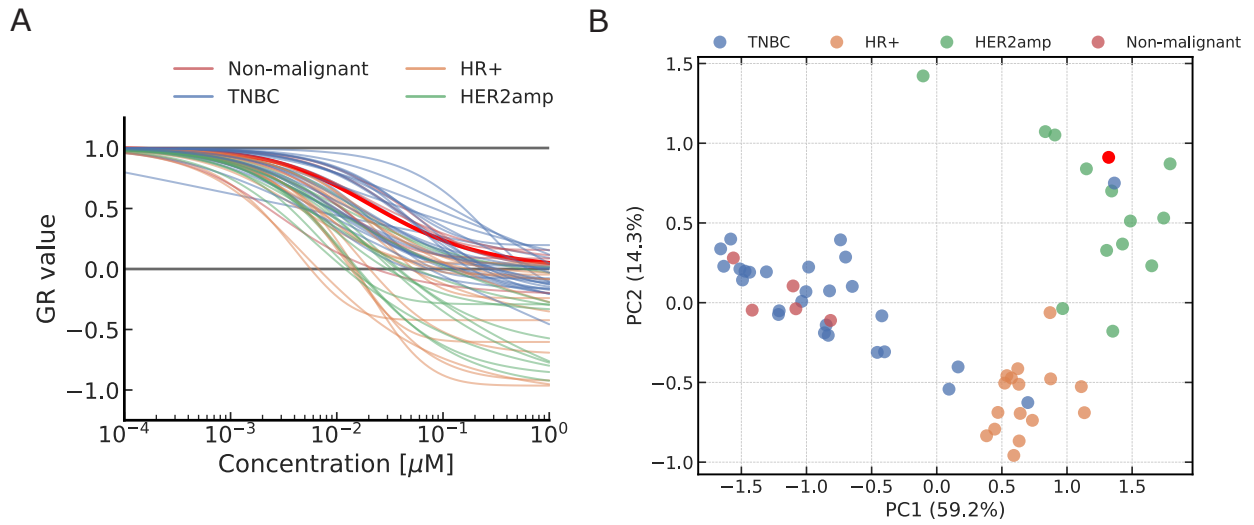 A
Non-malignant
HR+
TNBC
HER2amp
1.0
0.5
0.0
−0.5
−1.0
GR value
10⁻⁴
10⁻³
10⁻²
10⁻¹
10⁰
Concentration [μM]
B
TNBC
HR+
HER2amp
Non-malignant
1.5
1.0
0.5
0.0
−0.5
−1.0
PC2 (14.3%)
−1.5
−1.0
−0.5
0.0
0.5
1.0
1.5
PC1 (59.2%)